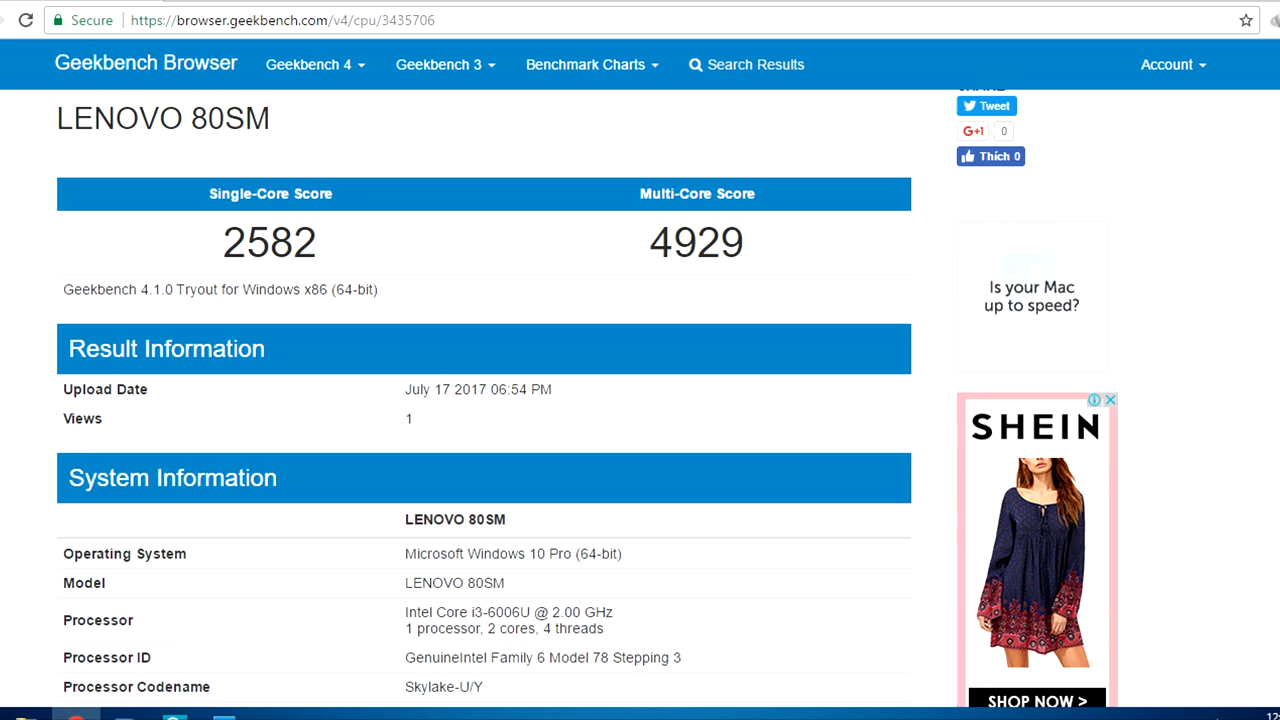 Secure https://browser.geekbench.com/v4/cpu/3435706
Geekbench Browser Geekbench 4 Geekbench 3 Benchmark Charts Search Results Account
LENOVO 80SM
Tweet
G+1 0
Thích 0
Single-Core Score Multi-Core Score
2582 4929
Geekbench 4.1.0 Tryout for Windows x86 (64-bit)
Is your Mac
up to speed?
Result Information
Upload Date July 17 2017 06:54 PM
Views 1
SHEIN
System Information
LENOVO 80SM
Operating System Microsoft Windows 10 Pro (64-bit)
Model LENOVO 80SM
Processor Intel Core i3-6006U @ 2.00 GHz
1 processor, 2 cores, 4 threads
Processor ID GenuineIntel Family 6 Model 78 Stepping 3
Processor Codename Skylake-U/Y
SHOP NOW >